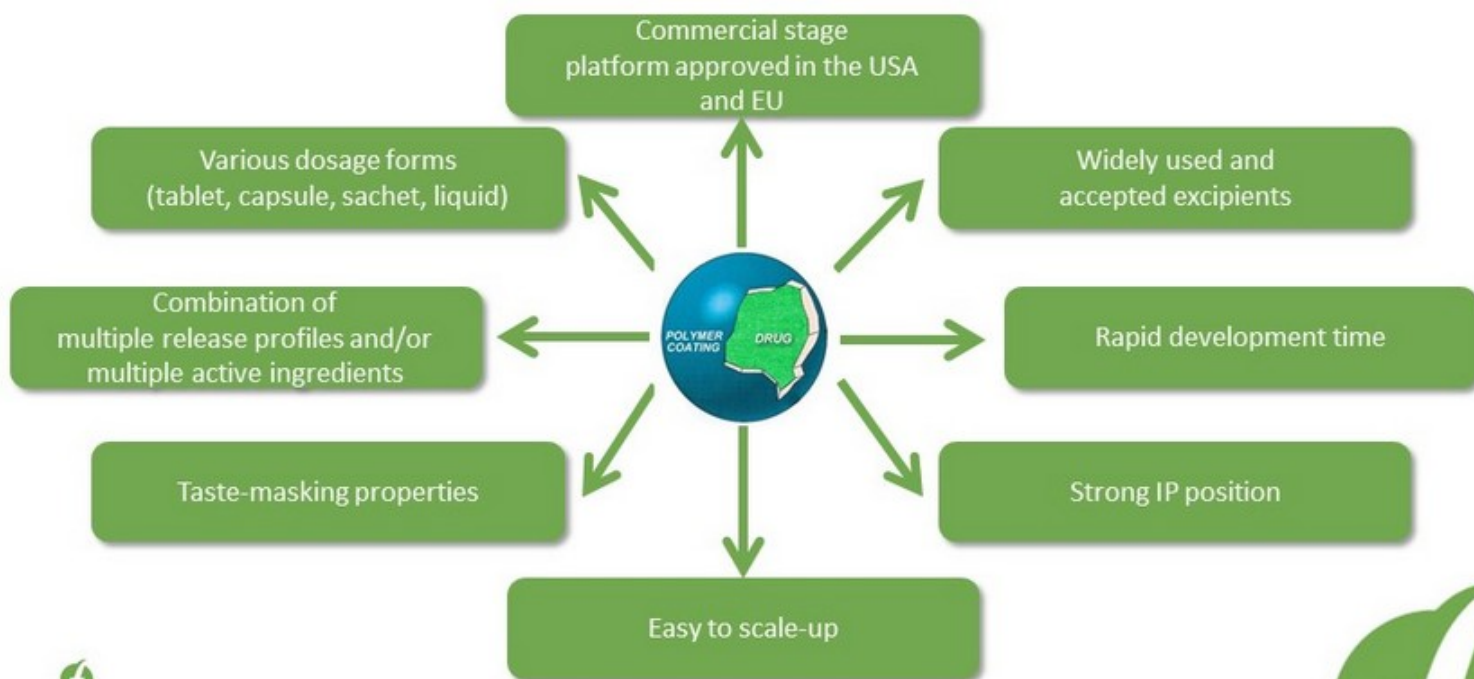 Commercial stage
platform approved in the USA
and EU
Various dosage forms
(tablet, capsule, sachet, liquid)
Widely used and
accepted excipients
Combination of
multiple release profiles and/or
multiple active ingredients
POLYMER
COATING
DRUG
Rapid development time
Taste-masking properties
Strong IP position
Easy to scale-up